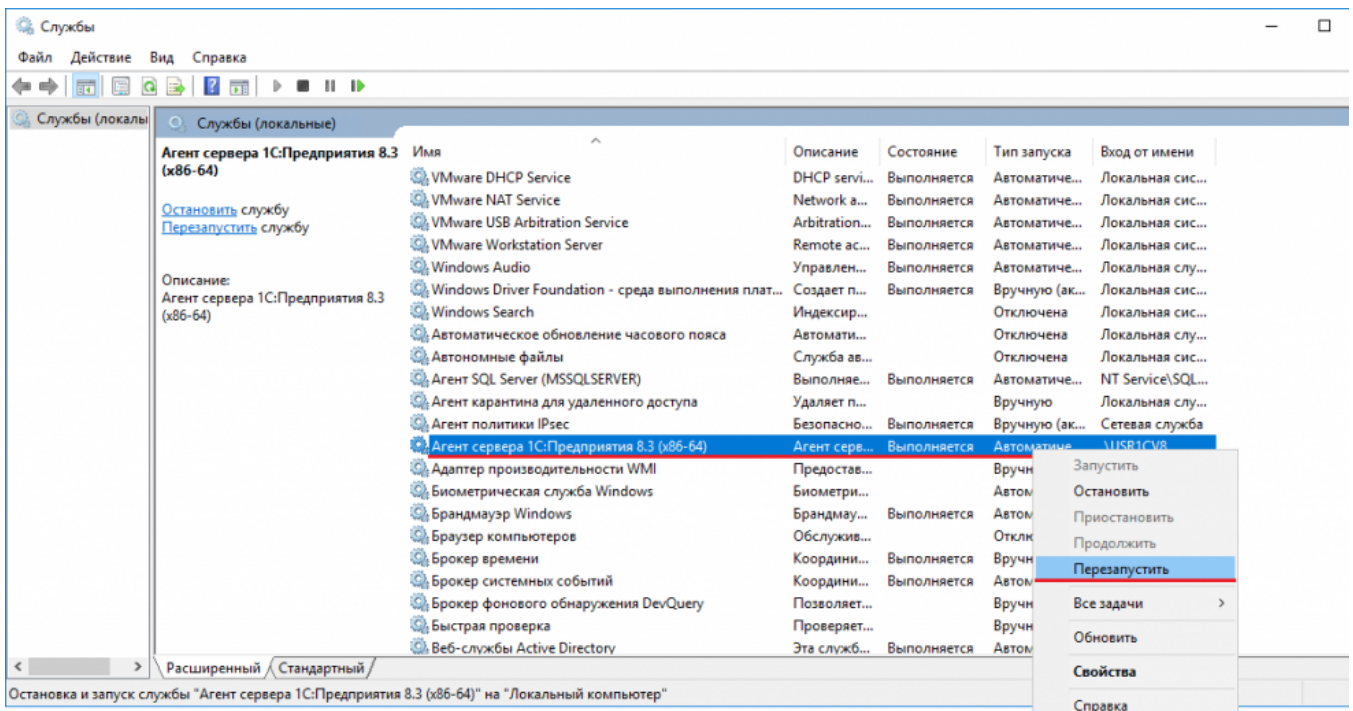 Службы
Файл Действие Вид Справка
Службы (локалы
Службы (локальные)
Агент сервера 1С:Предприятия 8.3
(x86-64)
Остановить службу
Перезапустить службу
Описание:
Агент сервера 1С:Предприятия 8.3
(x86-64)
Имя Описание Состояние Тип запуска Вход от имени
VMware DHCP Service DHCP servi... Выполняется Автоматиче... Локальная сис...
VMware NAT Service Network a... Выполняется Автоматиче... Локальная сис...
VMware USB Arbitration Service Arbitration... Выполняется Автоматиче... Локальная сис...
VMware Workstation Server Remote ac... Выполняется Автоматиче... Локальная сис...
Windows Audio Управлен... Выполняется Автоматиче... Локальная слу...
Windows Driver Foundation - среда выполнения плат... Создает п... Выполняется Вручную (ак... Локальная сис...
Windows Search Индексир... Отключена Локальная сис...
Автоматическое обновление часового пояса Автомати... Отключена Локальная слу...
Автономные файлы Служба ав... Отключена Локальная сис...
Агент SQL Server (MSSQLSERVER) Выполняе... Выполняется Автоматиче... NT Service\SQL...
Агент карантина для удаленного доступа Удаляет п... Вручную Локальная слу...
Агент политики IPsec Безопасно... Выполняется Вручную (ак... Сетевая служба
Агент сервера 1С:Предприятия 8.3 (x86-64) Агент серв... Выполняется Автоматиче... .\USR1CV8
Адаптер производительности WMI Предостав... Вручн
Биометрическая служба Windows Биометри... Автом
Брандмауэр Windows Брандмау... Выполняется Автом
Браузер компьютеров Обслужив... Отклю
Брокер времени Координи... Выполняется Вручн
Брокер системных событий Координи... Выполняется Автом
Брокер фонового обнаружения DevQuery Позволяет... Вручн
Быстрая проверка Проверяет... Вручн
Веб-службы Active Directory Эта служб... Выполняется Автом
Запустить
Остановить
Приостановить
Продолжить
Перезапустить
Все задачи
Обновить
Свойства
Справка
Расширенный Стандартный
Остановка и запуск службы "Агент сервера 1С:Предприятия 8.3 (x86-64)" на "Локальный компьютер"